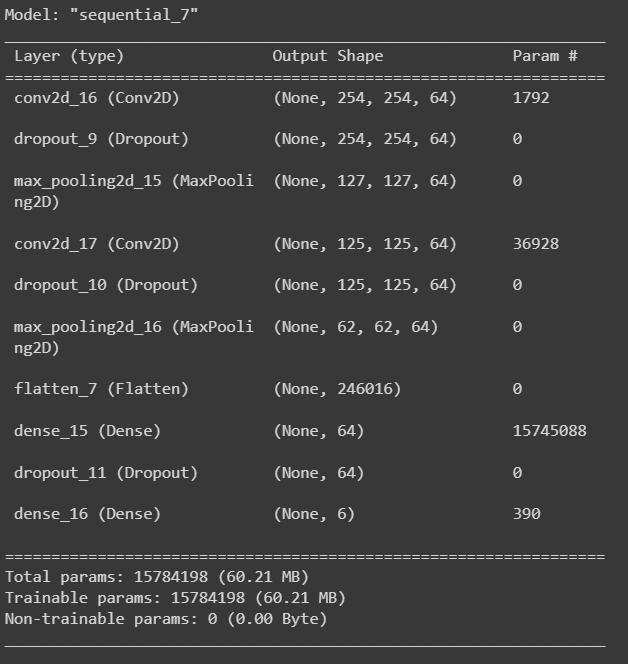 Model: "sequential_7"
_________________________________________________________________
Layer (type)                Output Shape              Param #
=================================================================
conv2d_16 (Conv2D)          (None, 254, 254, 64)      1792
dropout_9 (Dropout)         (None, 254, 254, 64)      0
max_pooling2d_15 (MaxPooli  (None, 127, 127, 64)      0
ng2D)
conv2d_17 (Conv2D)          (None, 125, 125, 64)      36928
dropout_10 (Dropout)        (None, 125, 125, 64)      0
max_pooling2d_16 (MaxPooli  (None, 62, 62, 64)        0
ng2D)
flatten_7 (Flatten)         (None, 246016)            0
dense_15 (Dense)            (None, 64)                15745088
dropout_11 (Dropout)        (None, 64)                0
dense_16 (Dense)            (None, 6)                 390
=================================================================
Total params: 15784198 (60.21 MB)
Trainable params: 15784198 (60.21 MB)
Non-trainable params: 0 (0.00 Byte)
_________________________________________________________________